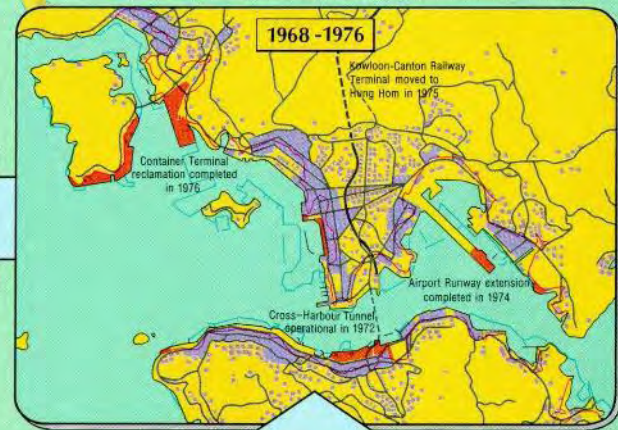 1968 -1976
Kowloon-Canton Railway
Terminal moved to
Hung Hom in 1975
Container Terminal
reclamation completed
in 1976
Airport Runway extension
completed in 1974
Cross-Harbour Tunnel
operational in 1972